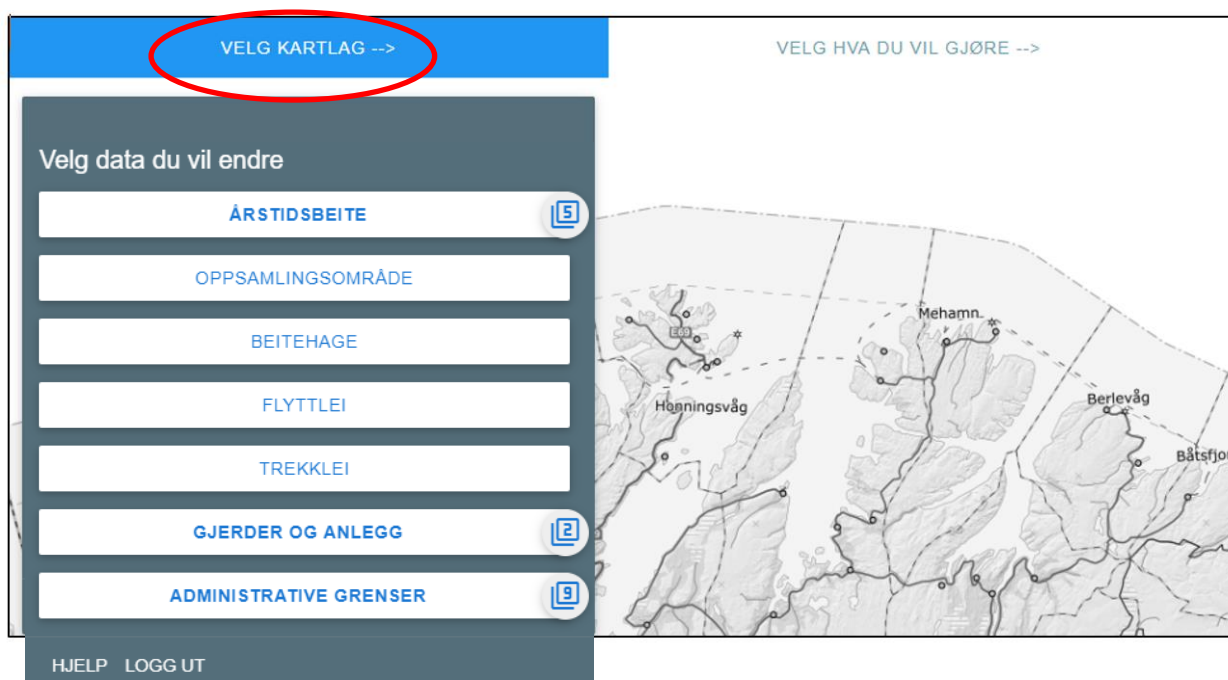 VELG KARTLAG -->
VELG HVA DU VIL GJØRE -->
Velg data du vil endre
ÅRSTIDSBEITE 5
OPPSAMLINGSOMRÅDE
BEITEHAGE
FLYTTLEI
TREKKLEI
GJERDER OG ANLEGG 2
ADMINISTRATIVE GRENSER 9
HJELP LOGG UT
Mehamn
E69
Honningsvåg
Berlevåg
Båtsfjo